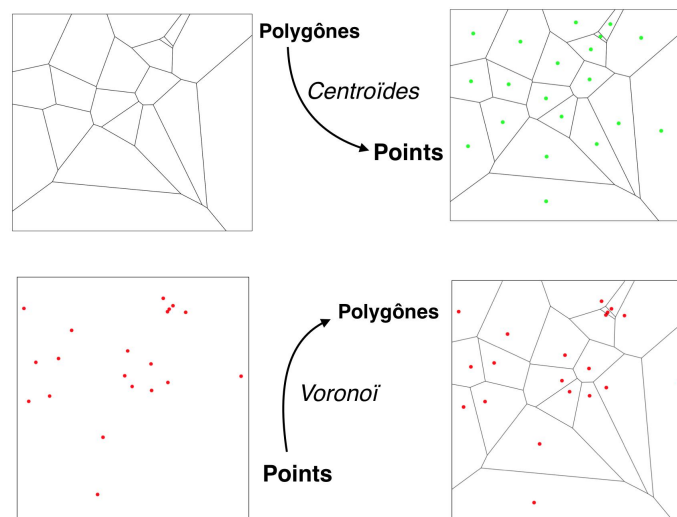 Polygônes
Centroïdes
Points
Polygônes
Voronoï
Points